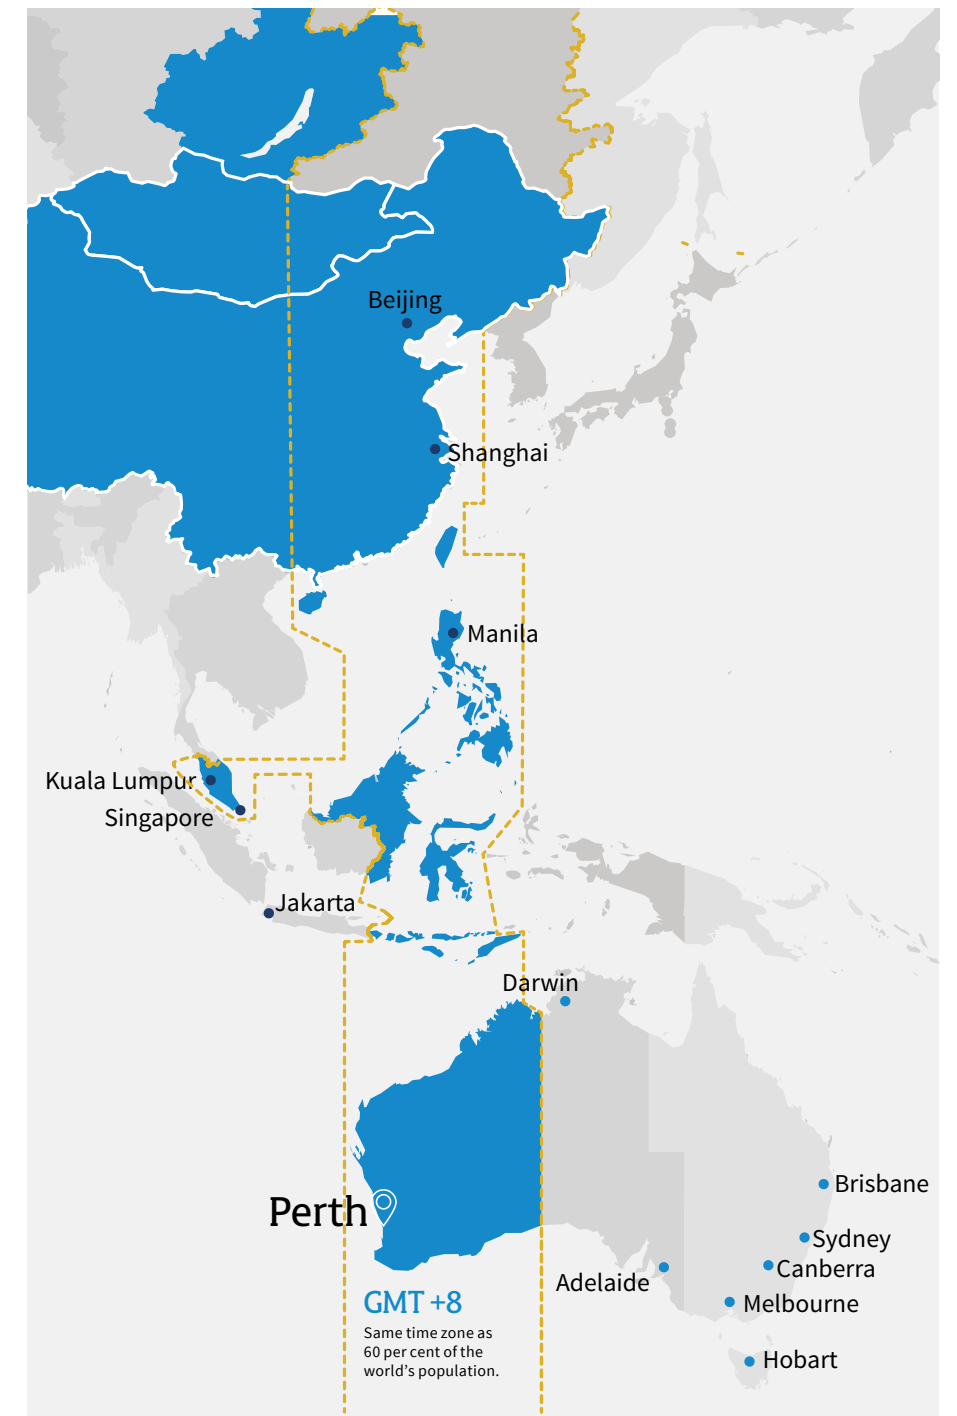 Beijing
Shanghai
Manila
Kuala Lumpur
Singapore
Jakarta
Darwin
Brisbane
Perth
Sydney
Canberra
Adelaide
Melbourne
GMT +8
Same time zone as
60 per cent of the
world's population.
Hobart